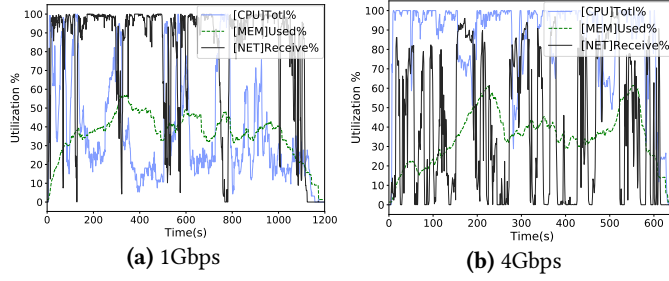 [CPU]Totl%
[MEM]Used%
[NET]Receive%
Utilization %
100
90
80
70
60
50
40
30
20
10
0
0 200 400 600 800 1000 1200
Time(s)
(a) 1Gbps
[CPU]Totl%
[MEM]Used%
[NET]Receive%
Utilization %
100
90
80
70
60
50
40
30
20
10
0
0 100 200 300 400 500 600
Time(s)
(b) 4Gbps